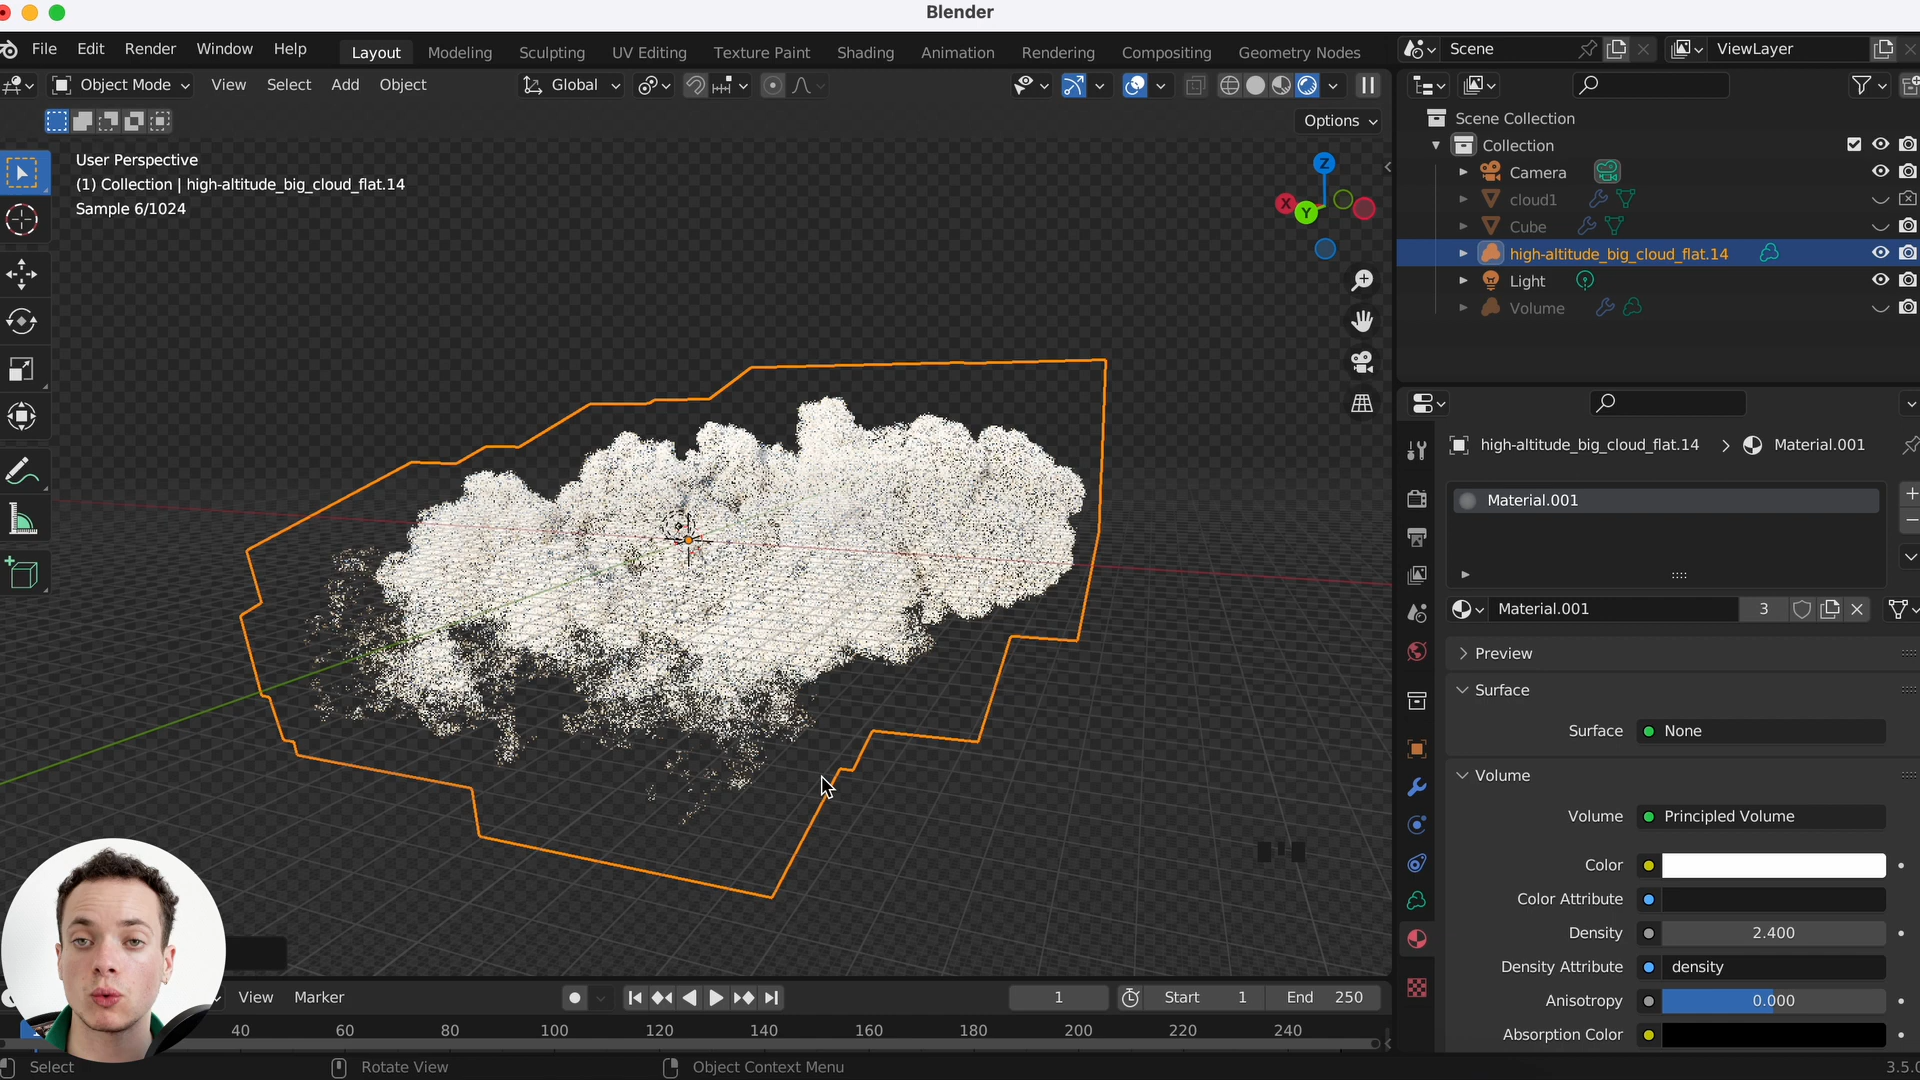 Blender
File Edit Render Window Help
Layout Modeling Sculpting UV Editing Texture Paint Shading Animation Rendering Compositing Geometry Nodes
Scene
ViewLayer
Object Mode View Select Add Object
Global
Options
User Perspective
(1) Collection | high-altitude_big_cloud_flat.14
Sample 6/1024
Z
X
Y
Scene Collection
Collection
Camera
cloud1
Cube
high-altitude_big_cloud_flat.14
Light
Volume
high-altitude_big_cloud_flat.14 > Material.001
Material.001
Material.001 3
Preview
Surface
Surface None
Volume
Volume Principled Volume
Color
Color Attribute
Density 2.400
Density Attribute density
Anisotropy 0.000
Absorption Color
View Marker
1
Start 1
End 250
40 60 80 100 120 140 160 180 200 220 240
Select
Rotate View
Object Context Menu